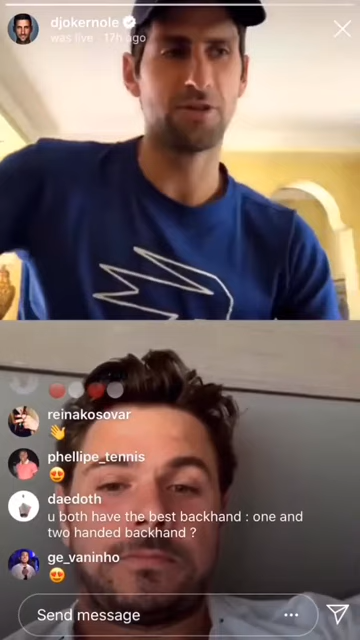 djokernole
was live · 17h ago
reinakosovar
👋
phellipe_tennis
😍
daedoth
u both have the best backhand : one and
two handed backhand ?
ge_vaninho
😍
Send message